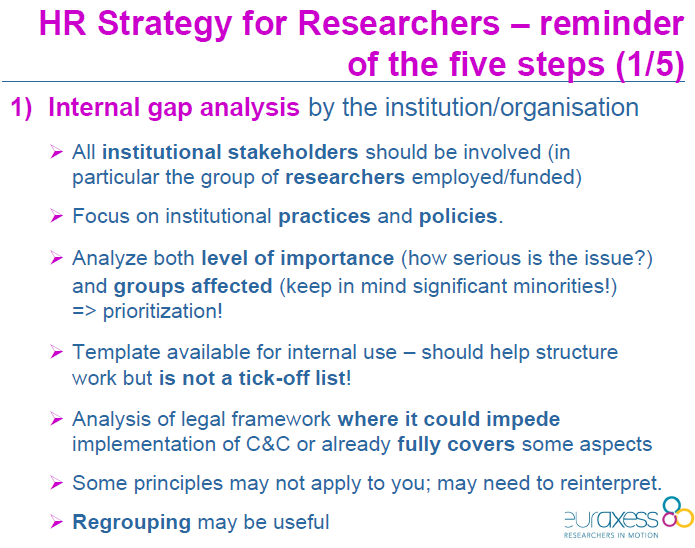 HR Strategy for Researchers – reminder
of the five steps (1/5)
1) Internal gap analysis by the institution/organisation
➢ All institutional stakeholders should be involved (in
particular the group of researchers employed/funded)
➢ Focus on institutional practices and policies.
➢ Analyze both level of importance (how serious is the issue?)
and groups affected (keep in mind significant minorities!)
=> prioritization!
➢ Template available for internal use – should help structure
work but is not a tick-off list!
➢ Analysis of legal framework where it could impede
implementation of C&C or already fully covers some aspects
➢ Some principles may not apply to you; may need to reinterpret.
➢ Regrouping may be useful
euraxess
RESEARCHERS IN MOTION